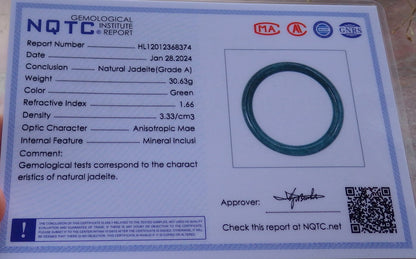 NQTC® GEMOLOGICAL INSTITUTE REPORT
MA
Report Number HL12012368374
Date Jan 28,2024
Conclusion Natural Jadeite(Grade A)
Weight 30.63g
Color Green
Refractive Index 1.66
Density 3.33/cm3
Optic Character Anisotropic Mae
Internal Feature Mineral Inclusi
Comment:
Gemological tests correspond to the charact
eristics of natural jadeite.
Approver:
Check this report at NQTC.net